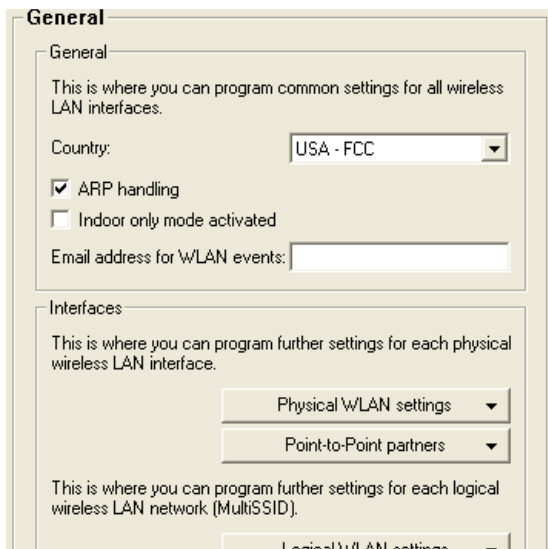 General
General
This is where you can program common settings for all wireless
LAN interfaces.
Country:
USA - FCC
ARP handling
Indoor only mode activated
Email address for WLAN events:
Interfaces
This is where you can program further settings for each physical
wireless LAN interface.
Physical WLAN settings
Point-to-Point partners
This is where you can program further settings for each logical
wireless LAN network (MultiSSID).
Logical WLAN settings